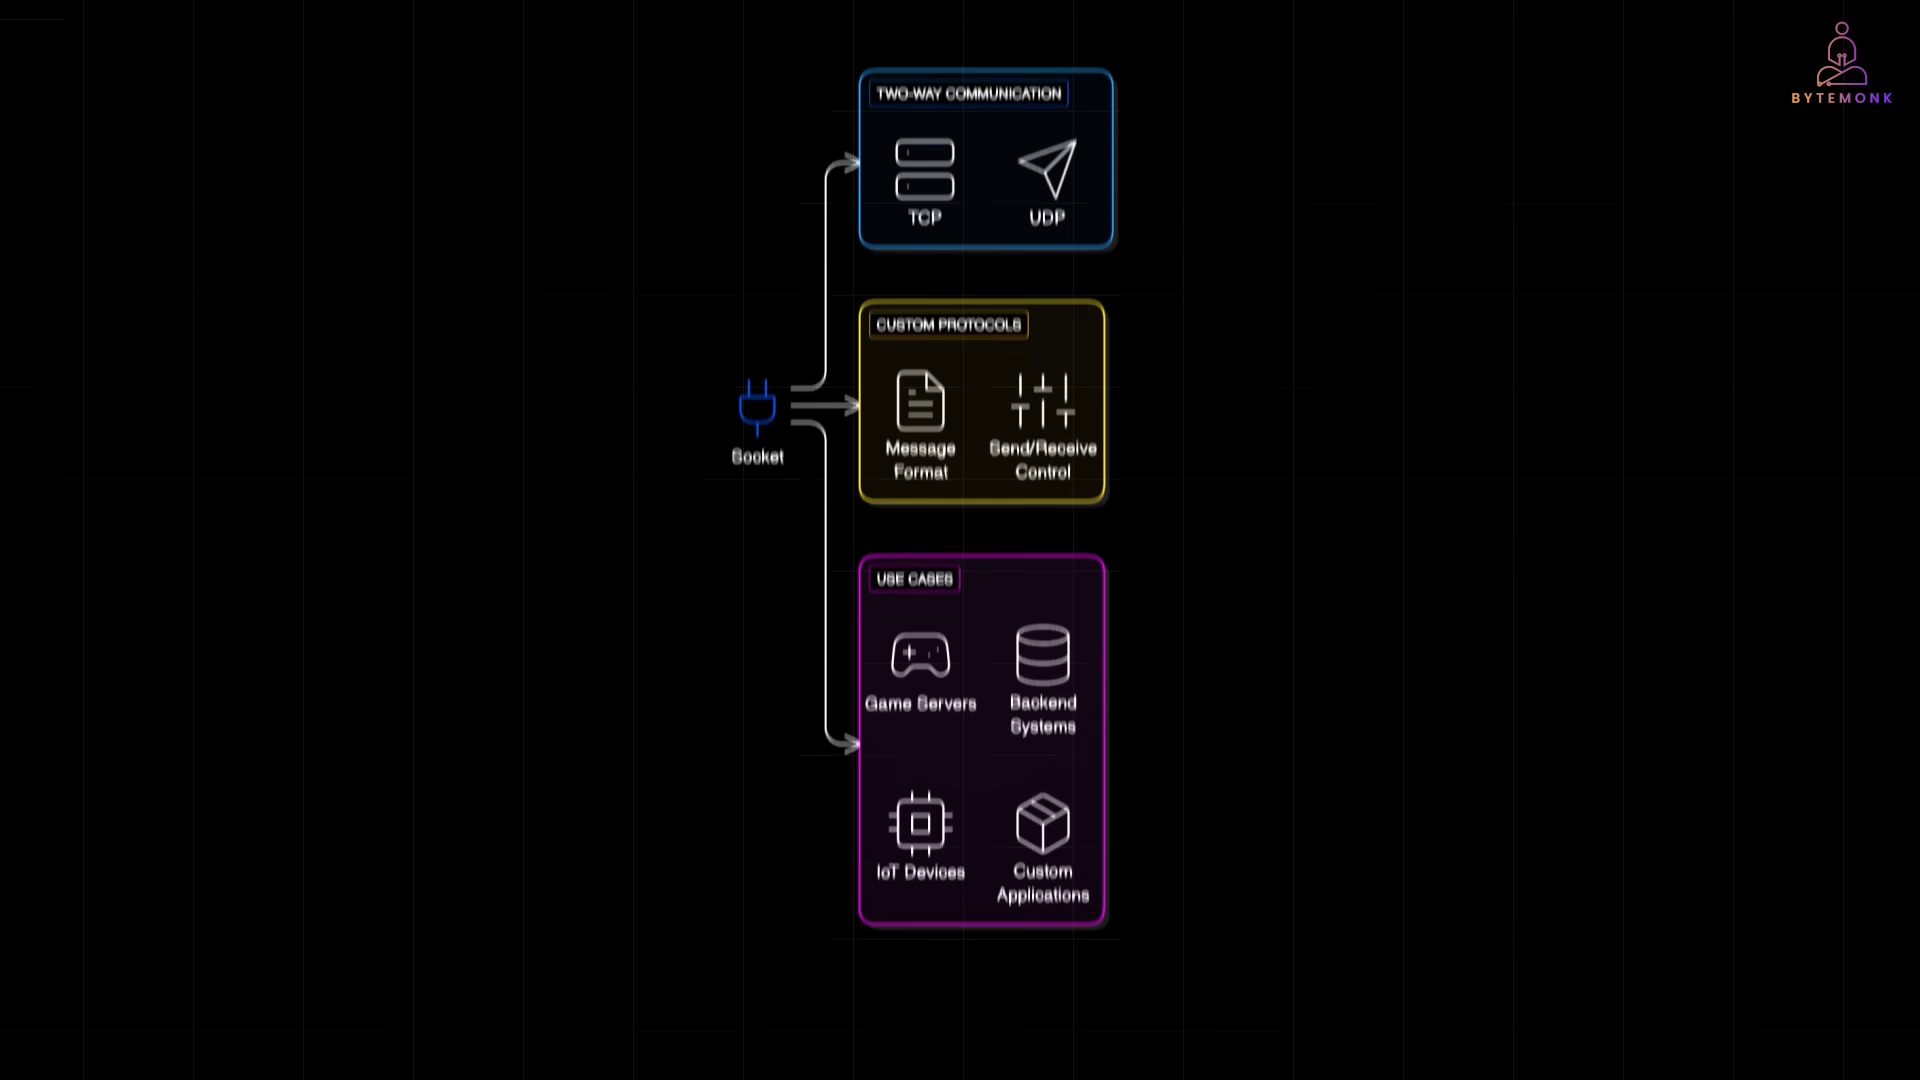 BYTEMONK
TWO-WAY COMMUNICATION
TCP
UDP
CUSTOM PROTOCOLS
Message
Format
Send/Receive
Control
Socket
USE CASES
Game Servers
Backend
Systems
IoT Devices
Custom
Applications